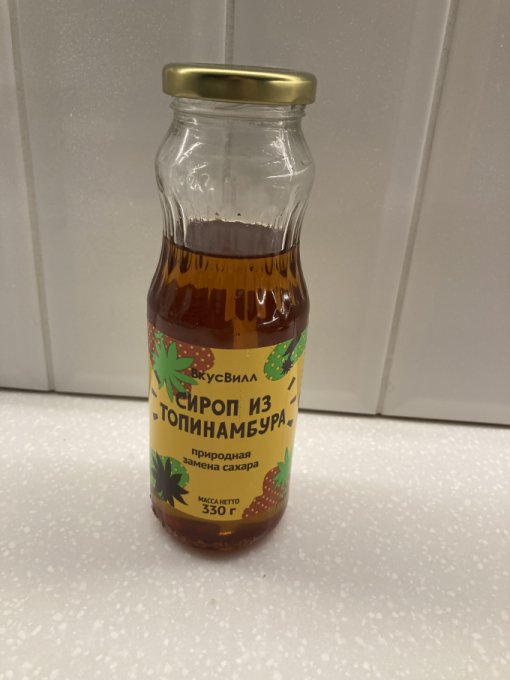 ВкусВилл
СИРОП ИЗ
ТОПИНАМБУРА
природная
замена сахара
МАССА НЕТТО
330 г